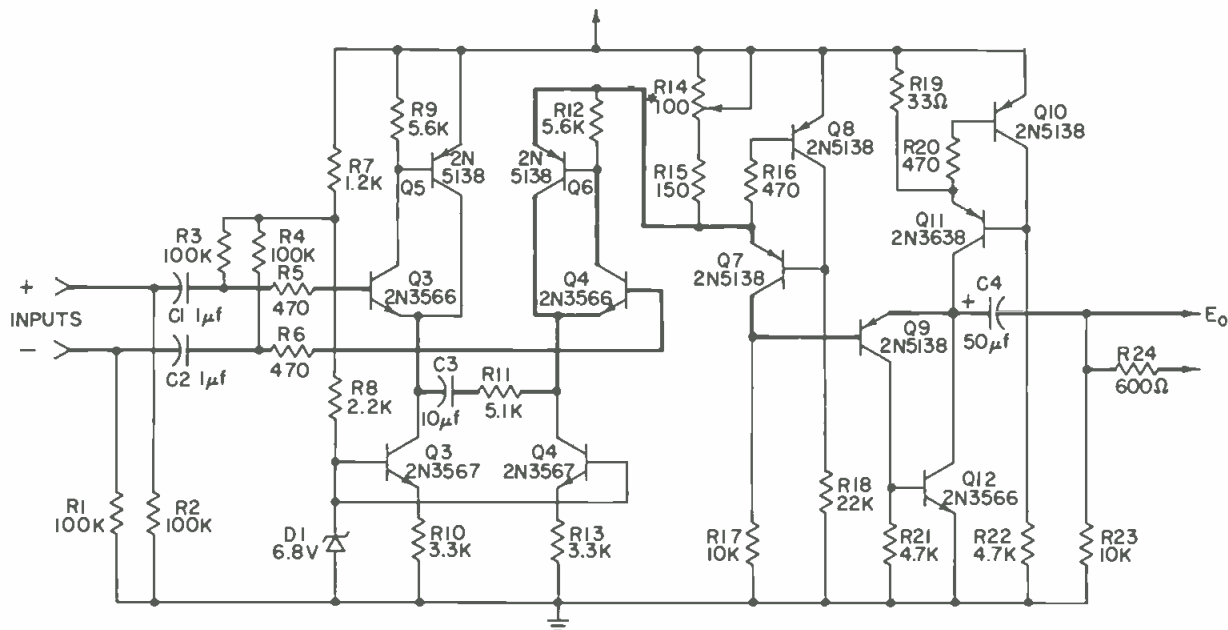 R9
5.6K
R12
5.6K
R14
100
R19
33Ω
Q10
2N5138
Q8
2N5138
R7
1.2K
2N
5138
Q5
2N
5138
Q6
R15
150
R16
470
R20
470
R3
100K
R4
100K
Q11
2N3638
R5
470
Q3
2N3566
Q4
2N3566
Q7
2N5138
C4
+
50μf
Eo
+
INPUTS
–
C1 1μf
C2 1μf
R6
470
Q9
2N5138
R24
600Ω
C3
10μf
R11
5.1K
R8
2.2K
Q3
2N3567
Q4
2N3567
Q12
2N3566
R1
100K
R2
100K
D1
6.8V
R10
3.3K
R13
3.3K
R17
10K
R18
22K
R21
4.7K
R22
4.7K
R23
10K